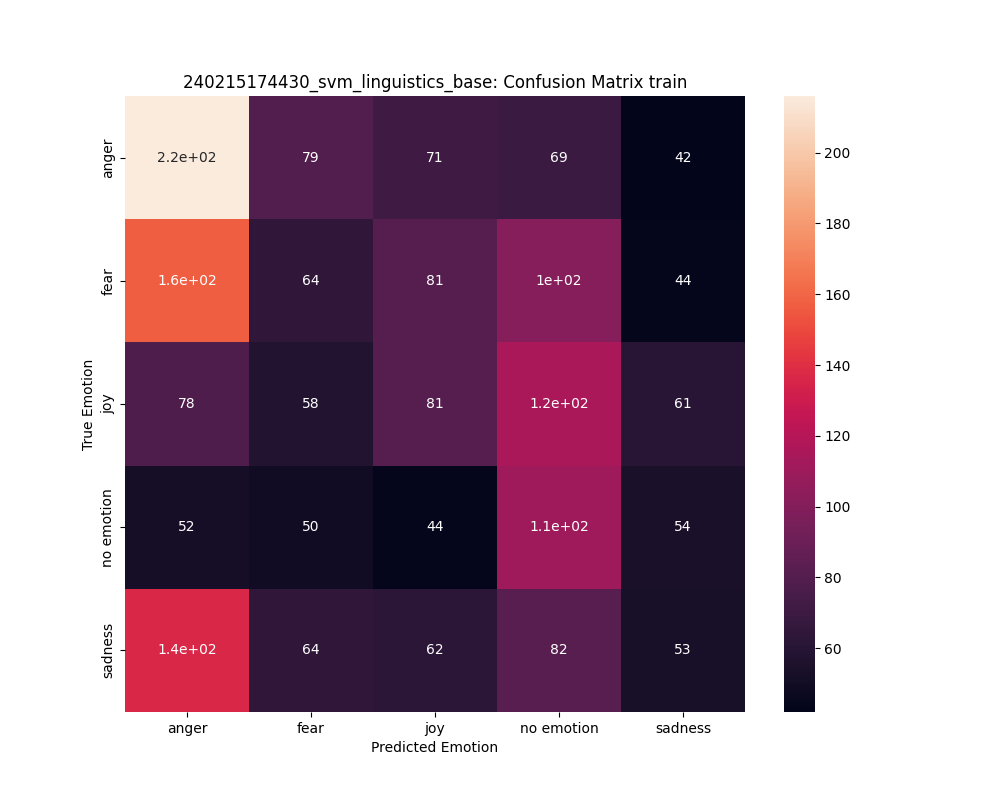 240215174430_svm_linguistics_base: Confusion Matrix train
anger 2.2e+02 79 71 69 42
fear 1.6e+02 64 81 1e+02 44
joy 78 58 81 1.2e+02 61
no emotion 52 50 44 1.1e+02 54
sadness 1.4e+02 64 62 82 53
True Emotion
anger fear joy no emotion sadness
Predicted Emotion
200
180
160
140
120
100
80
60